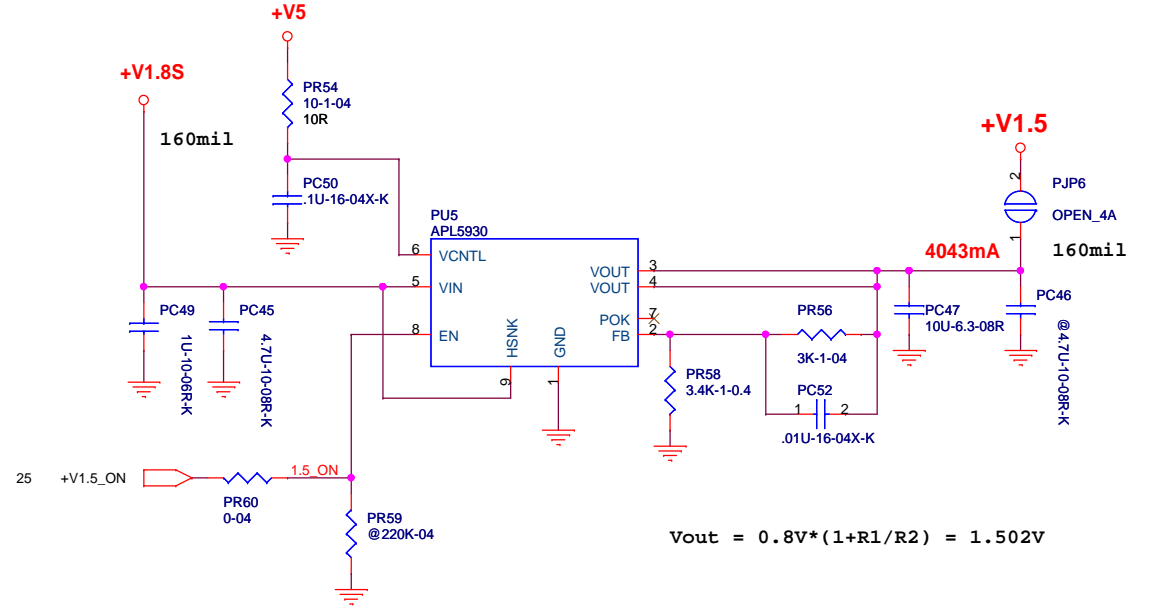 +V5
+V1.8S
PR54
10-1-04
10R
160mil
+V1.5
PC50
.1U-16-04X-K
2
PJP6
OPEN_4A
PU5
APL5930
1
160mil
4043mA
6
VCNTL
5
VIN
8
EN
HSNK
9
GND
1
VOUT
3
VOUT
4
POK
7
FB
2
PC49
1U-10-06R-K
PC45
4.7U-10-08R-K
PR56
3K-1-04
PC47
10U-6.3-08R
PC46
@4.7U-10-08R-K
PR58
3.4K-1-0.4
PC52
1
2
.01U-16-04X-K
25
+V1.5_ON
1.5_ON
PR60
0-04
PR59
@220K-04
Vout = 0.8V*(1+R1/R2) = 1.502V